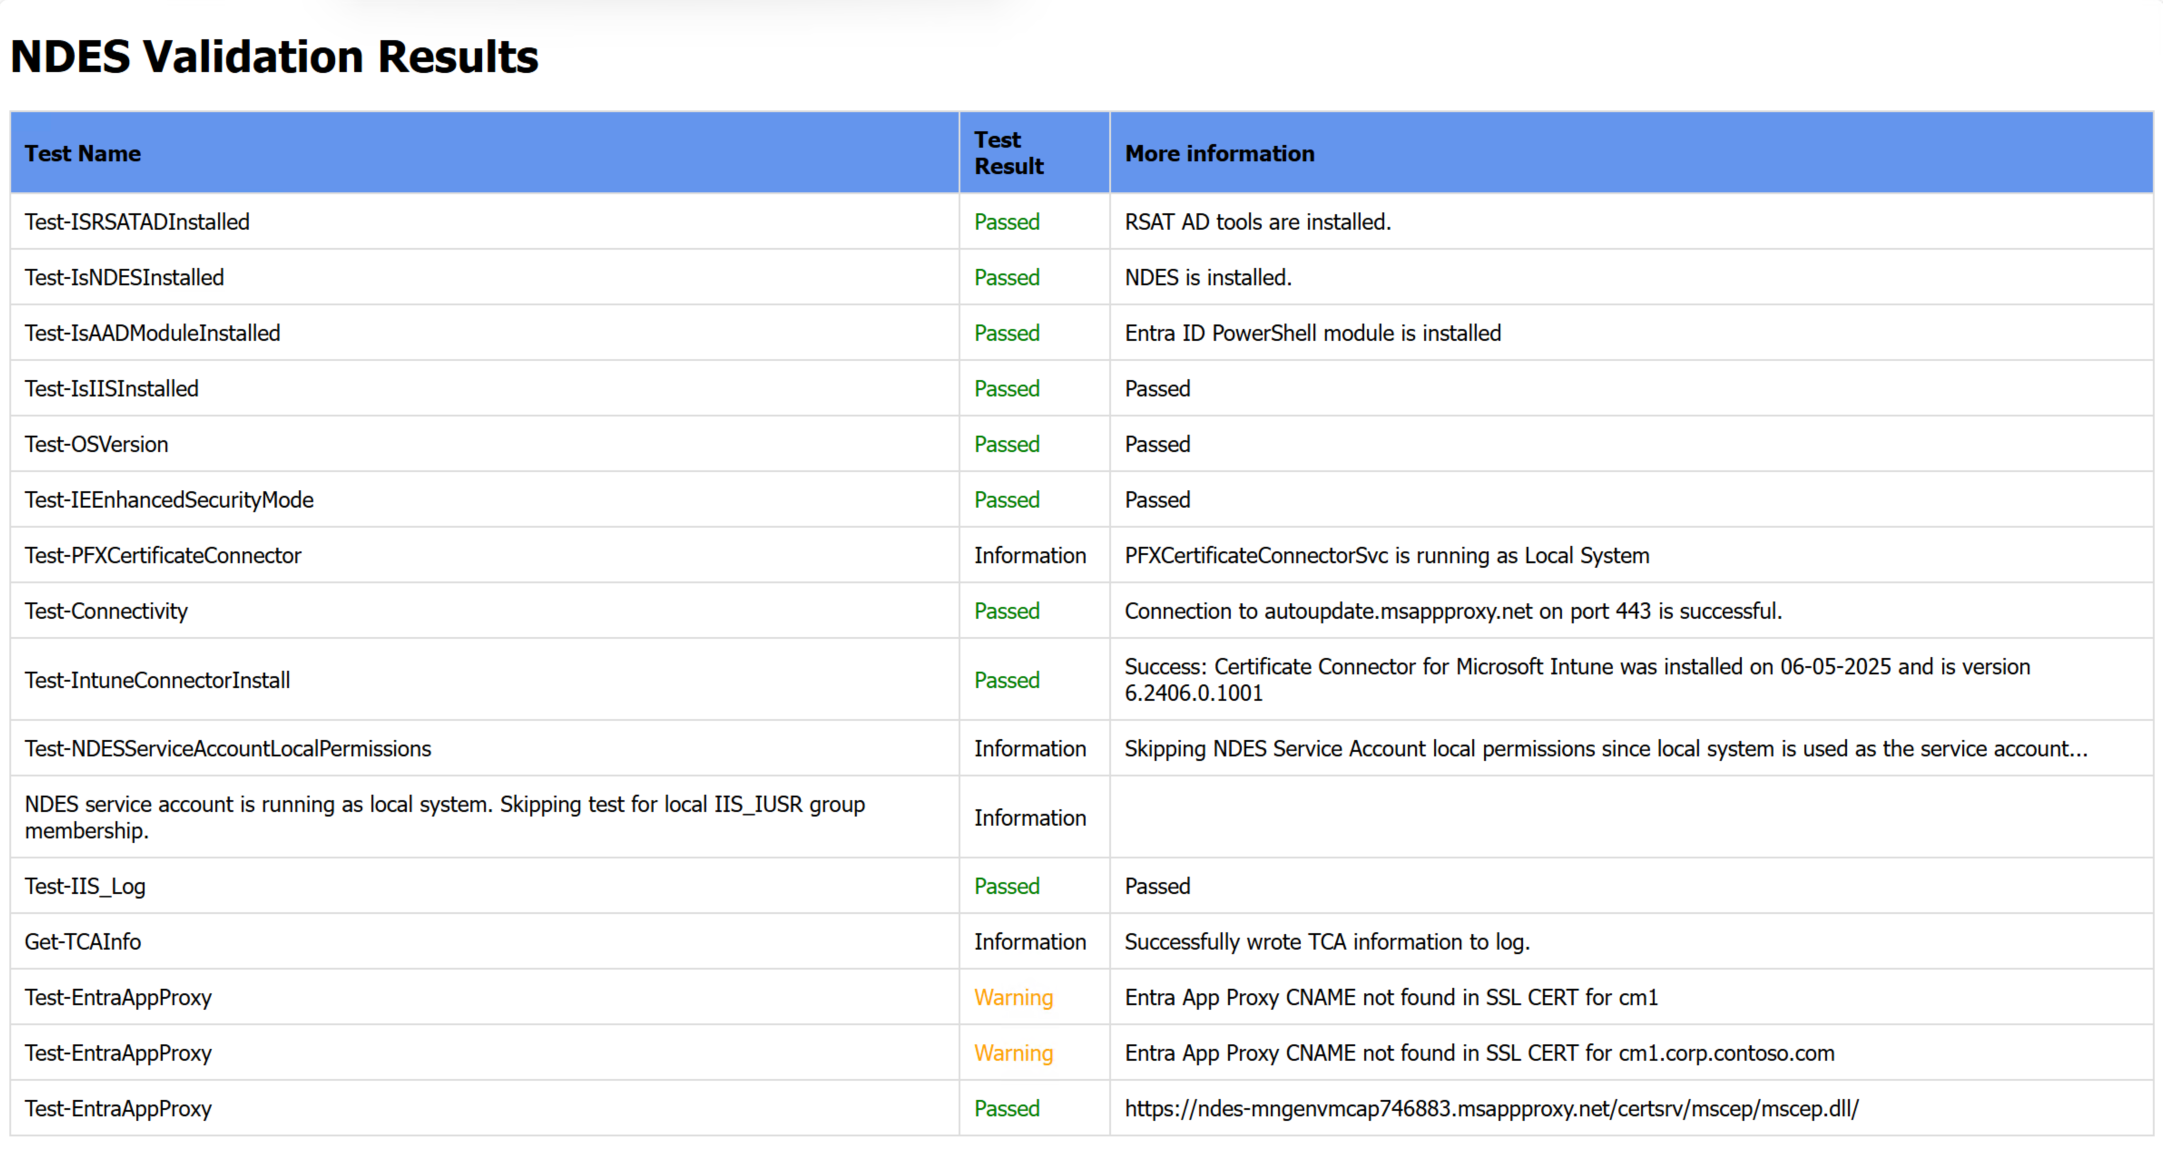 NDES Validation Results
Test Name
Test
Result
More information
Test-ISRSATADInstalled
Passed
RSAT AD tools are installed.
Test-IsNDESInstalled
Passed
NDES is installed.
Test-IsAADModuleInstalled
Passed
Entra ID PowerShell module is installed
Test-IsIISInstalled
Passed
Passed
Test-OSVersion
Passed
Passed
Test-IEEnhancedSecurityMode
Passed
Passed
Test-PFXCertificateConnector
Information
PFXCertificateConnectorSvc is running as Local System
Test-Connectivity
Passed
Connection to autoupdate.msappproxy.net on port 443 is successful.
Test-IntuneConnectorInstall
Passed
Success: Certificate Connector for Microsoft Intune was installed on 06-05-2025 and is version
6.2406.0.1001
Test-NDESServiceAccountLocalPermissions
Information
Skipping NDES Service Account local permissions since local system is used as the service account...
NDES service account is running as local system. Skipping test for local IIS_IUSR group
membership.
Information
Test-IIS_Log
Passed
Passed
Get-TCAInfo
Information
Successfully wrote TCA information to log.
Test-EntraAppProxy
Warning
Entra App Proxy CNAME not found in SSL CERT for cm1
Test-EntraAppProxy
Warning
Entra App Proxy CNAME not found in SSL CERT for cm1.corp.contoso.com
Test-EntraAppProxy
Passed
https://ndes-mngenvmcap746883.msappproxy.net/certsrv/mscep/mscep.dll/